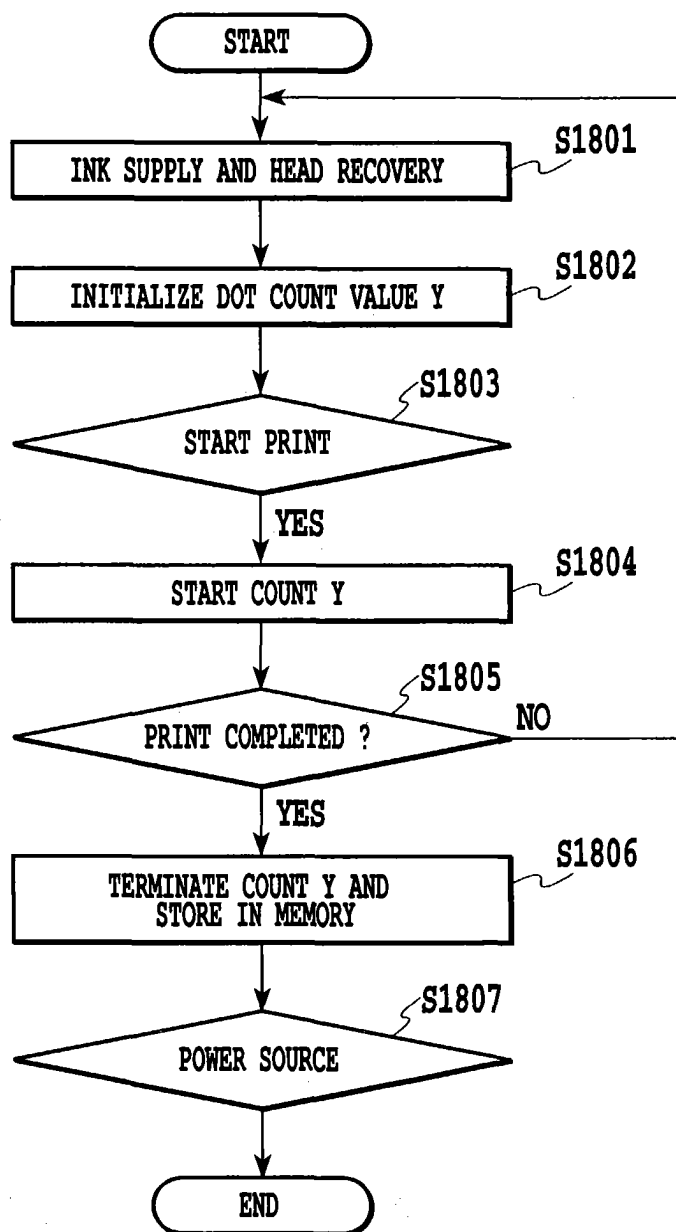 START
S1801
INK SUPPLY AND HEAD RECOVERY
S1802
INITIALIZE DOT COUNT VALUE Y
S1803
START PRINT
YES
S1804
START COUNT Y
S1805
PRINT COMPLETED ?
NO
YES
S1806
TERMINATE COUNT Y AND
STORE IN MEMORY
S1807
POWER SOURCE
END